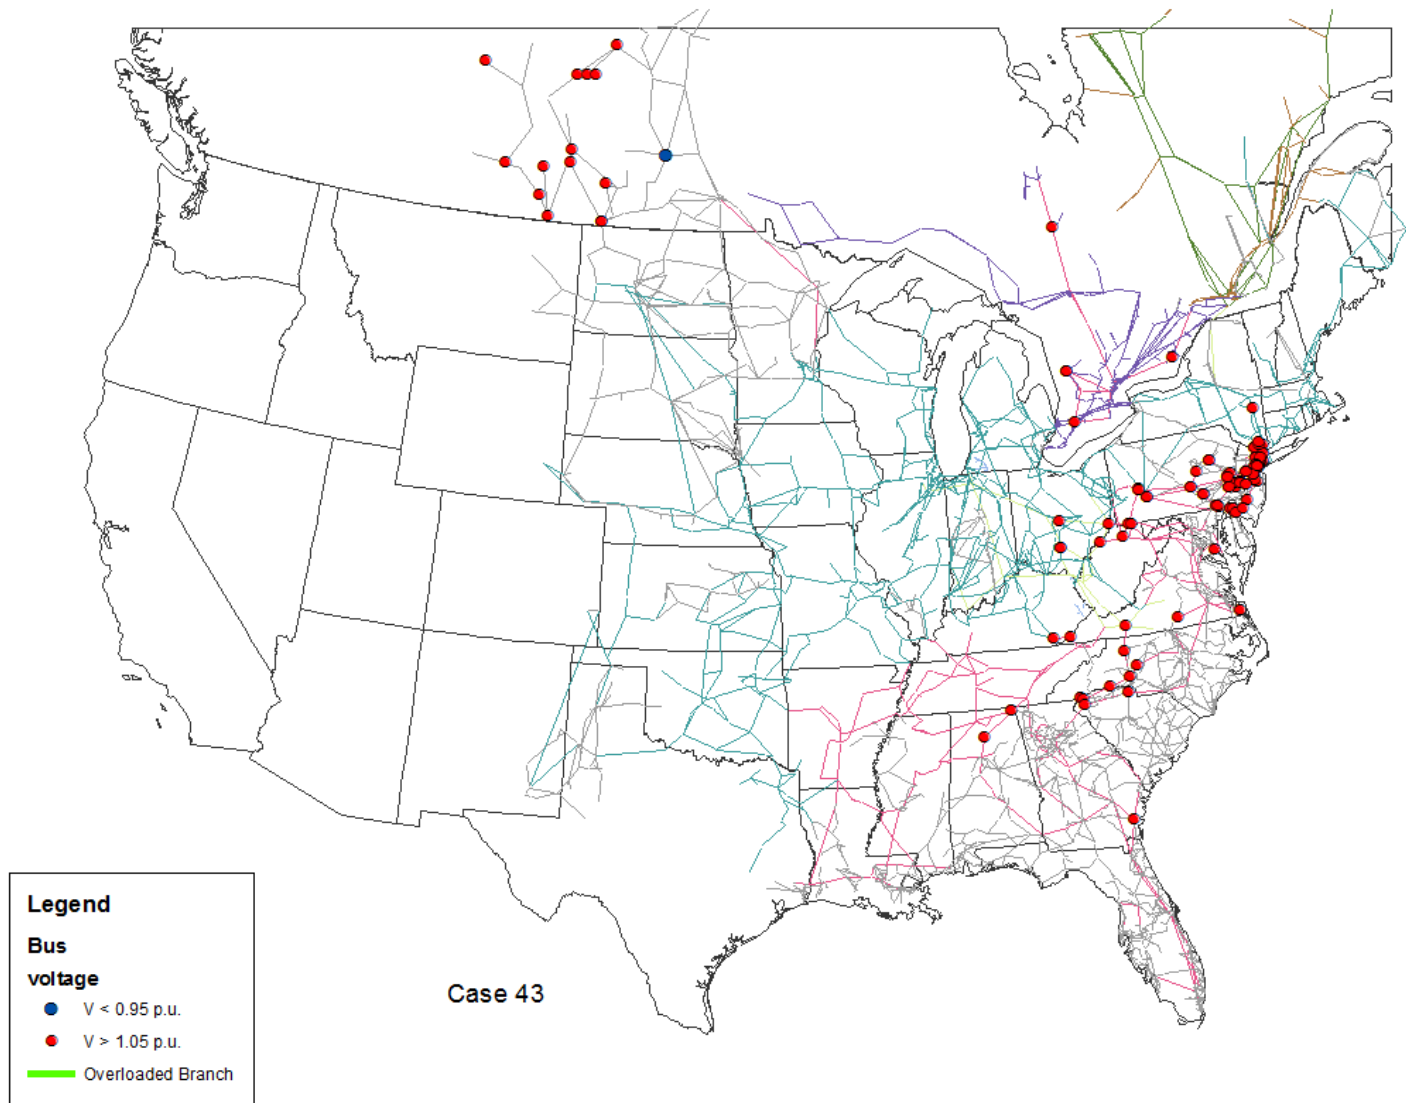 Legend
Bus
voltage
V < 0.95 p.u.
V > 1.05 p.u.
Overloaded Branch
Case 43